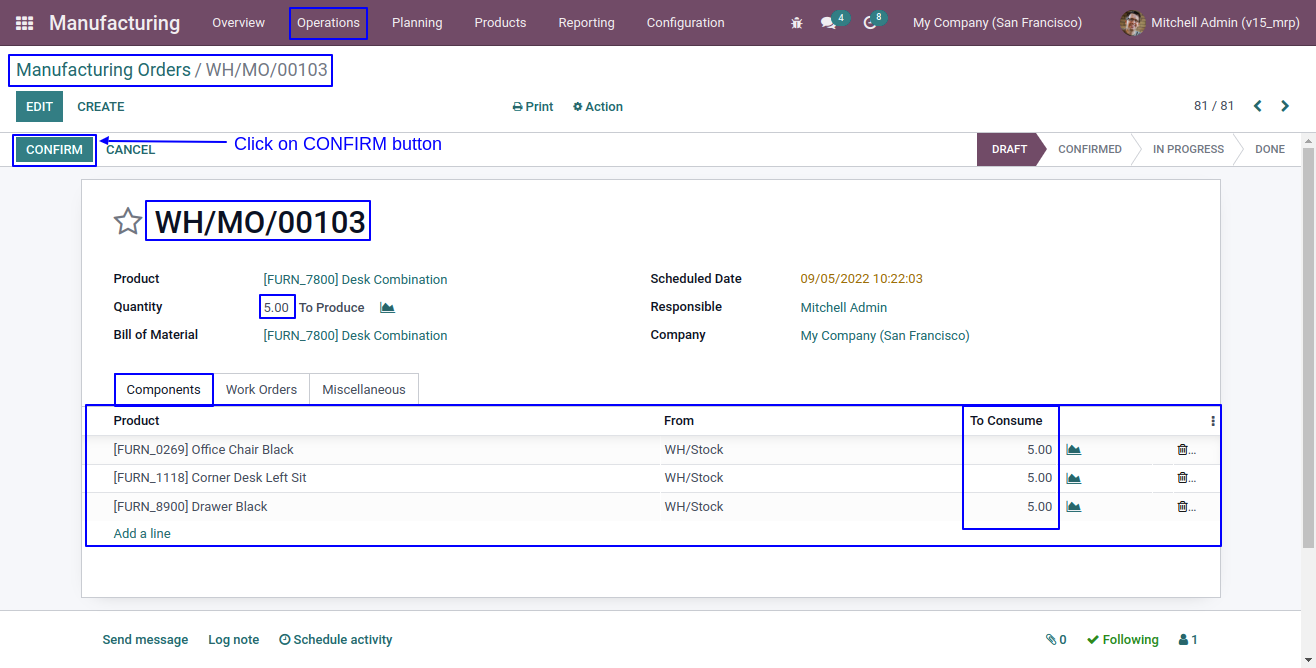 Manufacturing Overview Operations Planning Products Reporting Configuration 4 8 My Company (San Francisco) Mitchell Admin (v15_mrp)
Manufacturing Orders / WH/MO/00103
EDIT CREATE Print Action 81 / 81
CONFIRM CANCEL Click on CONFIRM button DRAFT CONFIRMED IN PROGRESS DONE
WH/MO/00103
Product [FURN_7800] Desk Combination Scheduled Date 09/05/2022 10:22:03
Quantity 5.00 To Produce Responsible Mitchell Admin
Bill of Material [FURN_7800] Desk Combination Company My Company (San Francisco)
Components Work Orders Miscellaneous
Product From To Consume
[FURN_0269] Office Chair Black WH/Stock 5.00 ...
[FURN_1118] Corner Desk Left Sit WH/Stock 5.00 ...
[FURN_8900] Drawer Black WH/Stock 5.00 ...
Add a line
Send message Log note Schedule activity 0 Following 1